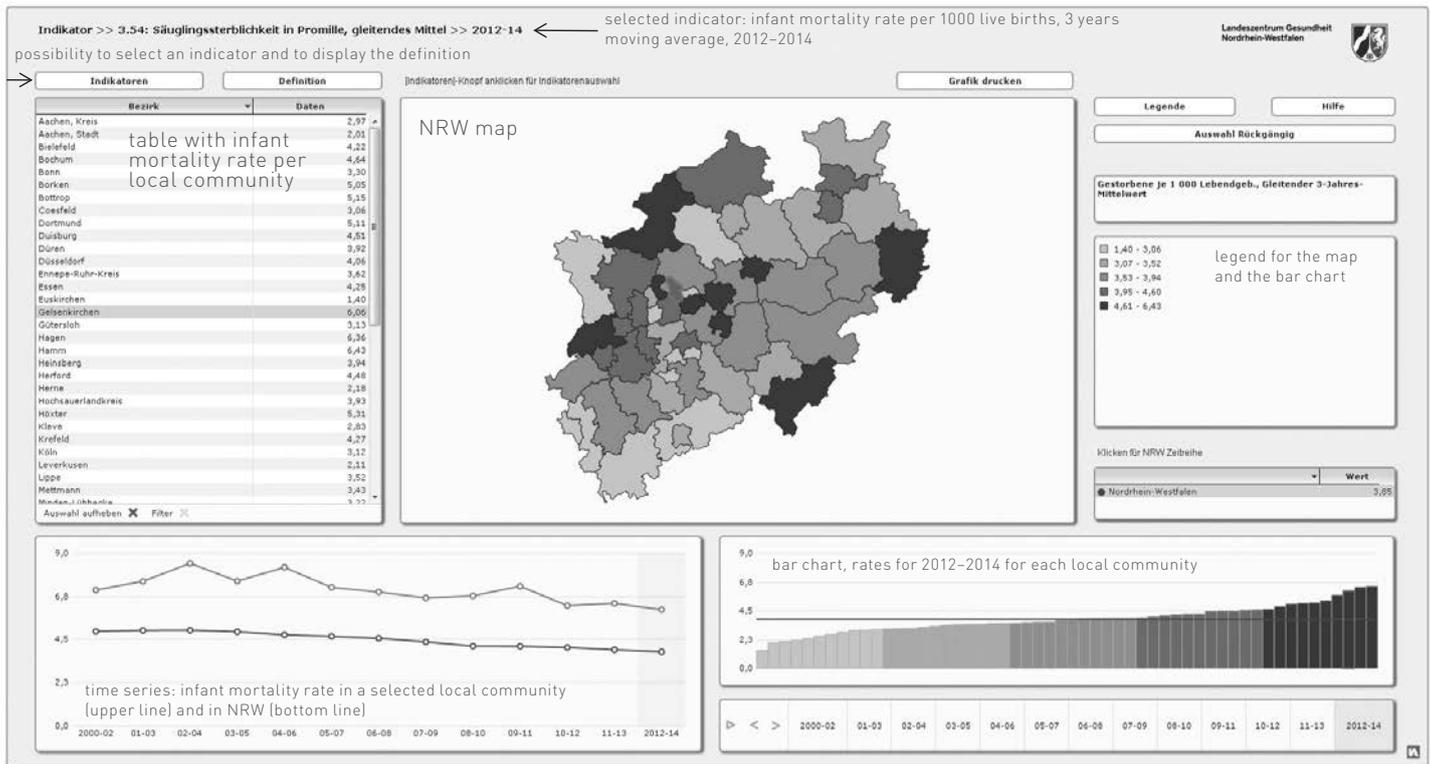 Indikator >> 3.54: Säuglingssterblichkeit in Promille, gleitendes Mittel >> 2012-14
selected indicator: infant mortality rate per 1000 live births, 3 years
moving average, 2012–2014
Landeszentrum Gesundheit
Nordrhein-Westfalen
possibility to select an indicator and to display the definition
Indikatoren
Definition
[Indikatoren]-Knopf anklicken für Indikatorenauswahl
Grafik drucken
Bezirk
Daten
Aachen, Kreis 2,97
Aachen, Stadt 2,01
Bielefeld 4,22
Bochum 4,64
Bonn 3,30
Borken 5,05
Bottrop 5,15
Coesfeld 3,06
Dortmund 5,11
Duisburg 4,51
Düren 3,92
Düsseldorf 4,06
Ennepe-Ruhr-Kreis 3,62
Essen 4,25
Euskirchen 1,40
Gelsenkirchen 6,06
Gütersloh 3,13
Hagen 6,36
Hamm 6,43
Heinsberg 3,94
Herford 4,48
Herne 2,18
Hochsauerlandkreis 3,93
Höxter 5,31
Kleve 2,83
Krefeld 4,27
Köln 3,12
Leverkusen 2,11
Lippe 3,52
Mettmann 3,43
Minden-Lübbecke 3,22
Auswahl aufheben
Filter
table with infant
mortality rate per
local community
NRW map
Legende
Hilfe
Auswahl Rückgängig
Gestorbene je 1 000 Lebendgeb., Gleitender 3-Jahres-
Mittelwert
1,40 - 3,06
3,07 - 3,52
3,53 - 3,94
3,95 - 4,60
4,61 - 6,43
legend for the map
and the bar chart
Klicken für NRW Zeitreihe
Wert
Nordrhein-Westfalen 3,85
9,0
6,8
4,5
2,3
0,0
time series: infant mortality rate in a selected local community
(upper line) and in NRW (bottom line)
2000-02 01-03 02-04 03-05 04-06 05-07 06-08 07-09 08-10 09-11 10-12 11-13 2012-14
9,0
6,8
4,5
2,3
0,0
bar chart, rates for 2012–2014 for each local community
2000-02 01-03 02-04 03-05 04-06 05-07 06-08 07-09 08-10 09-11 10-12 11-13 2012-14